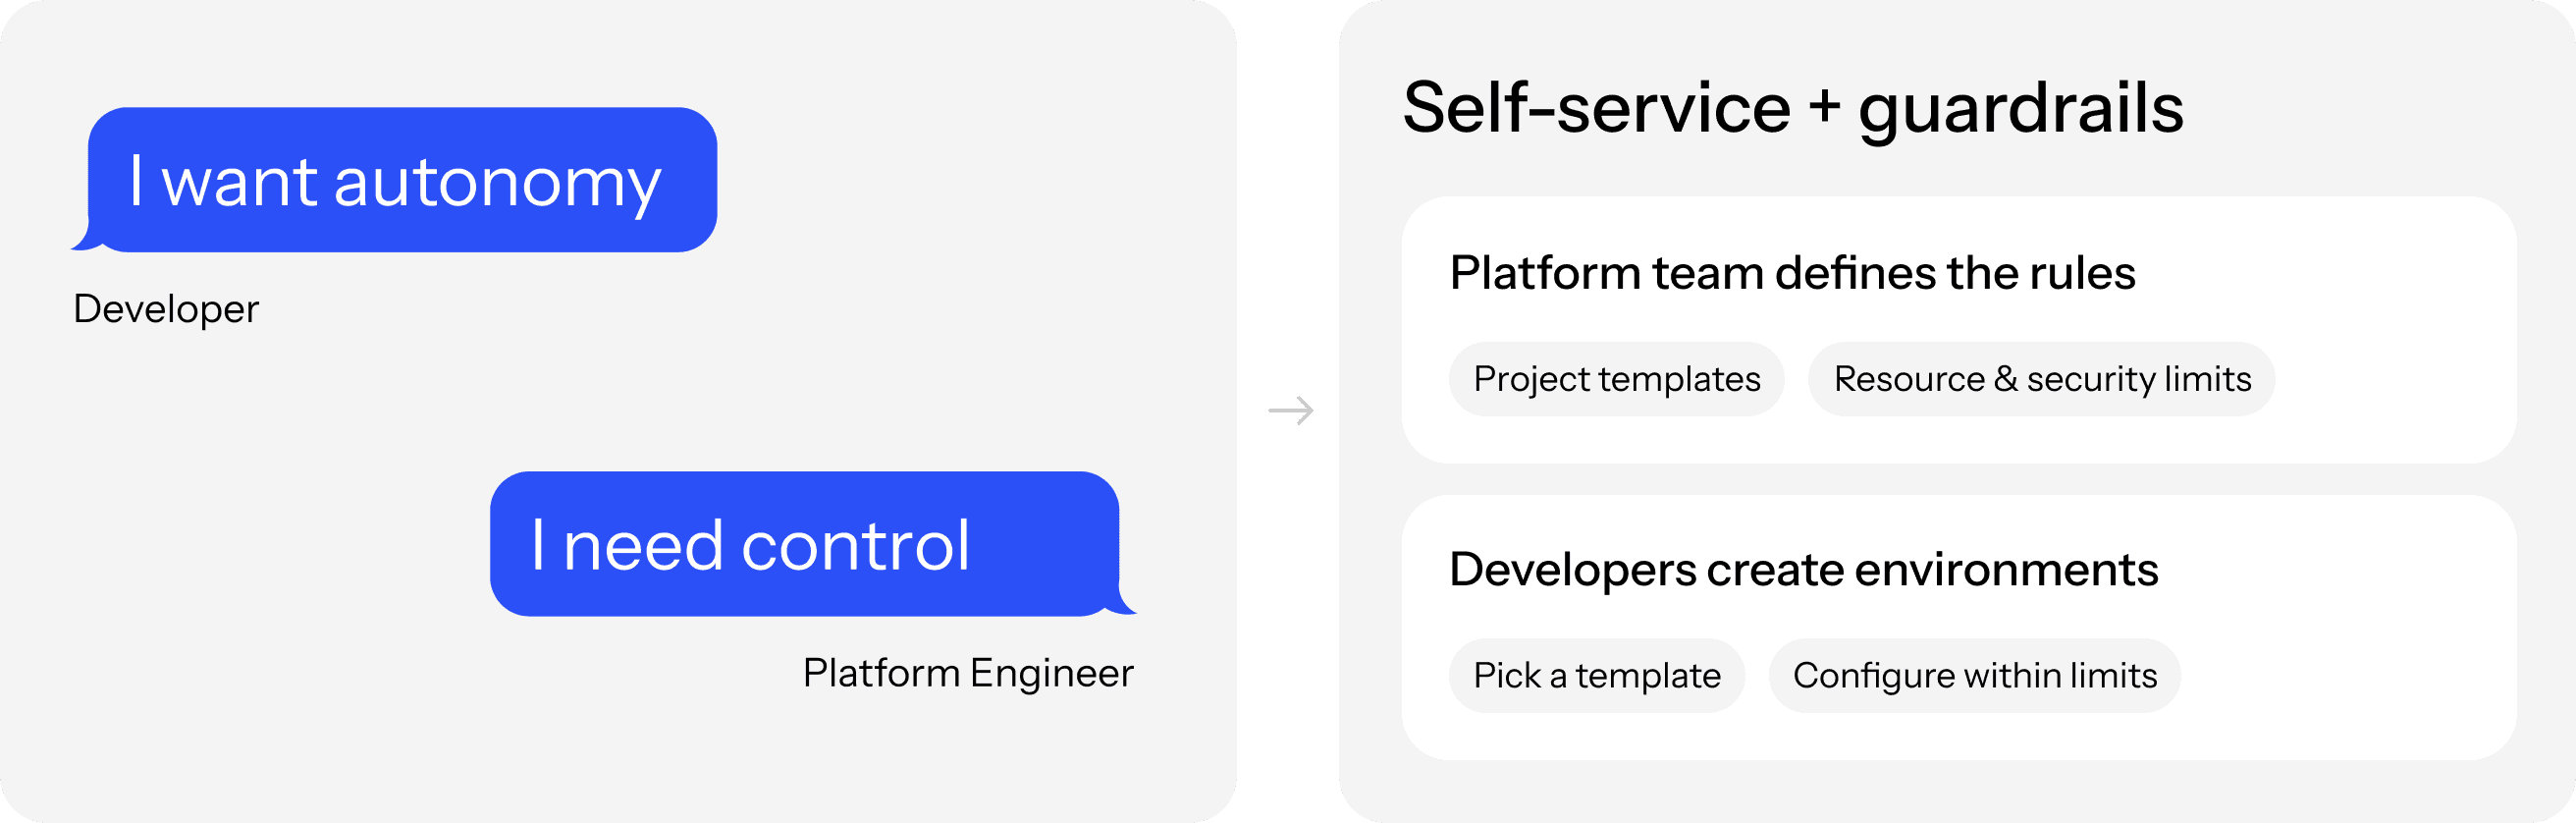 I want autonomy
Developer
I need control
Platform Engineer
Self-service + guardrails
Platform team defines the rules
Project templates
Resource & security limits
Developers create environments
Pick a template
Configure within limits